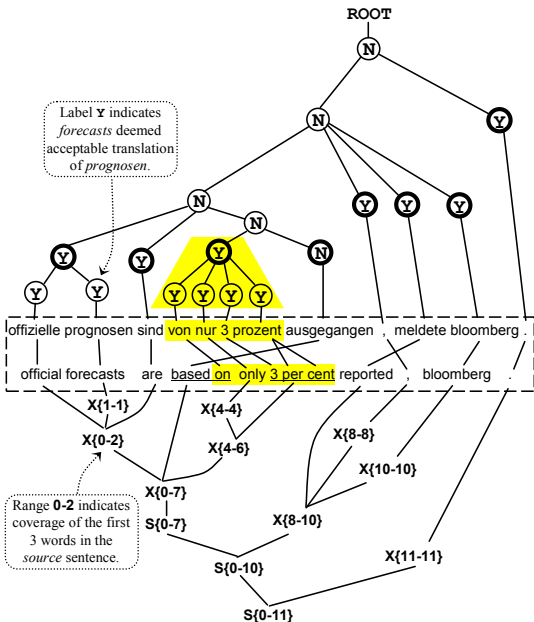 ROOT
N
N
Y
Label Y indicates
forecasts deemed
acceptable translation
of prognosen.
N
Y
Y
Y
N
Y
Y
Y
N
Y
Y
Y
Y
Y
Y
offizielle prognosen sind von nur 3 prozent ausgegangen , meldete bloomberg .
official forecasts are based on only 3 per cent reported , bloomberg .
X{1-1}
X{4-4}
X{0-2}
X{4-6}
X{8-8}
X{10-10}
X{0-7}
Range 0-2 indicates
coverage of the first
3 words in the
source sentence.
S{0-7}
X{8-10}
S{0-10}
X{11-11}
S{0-11}